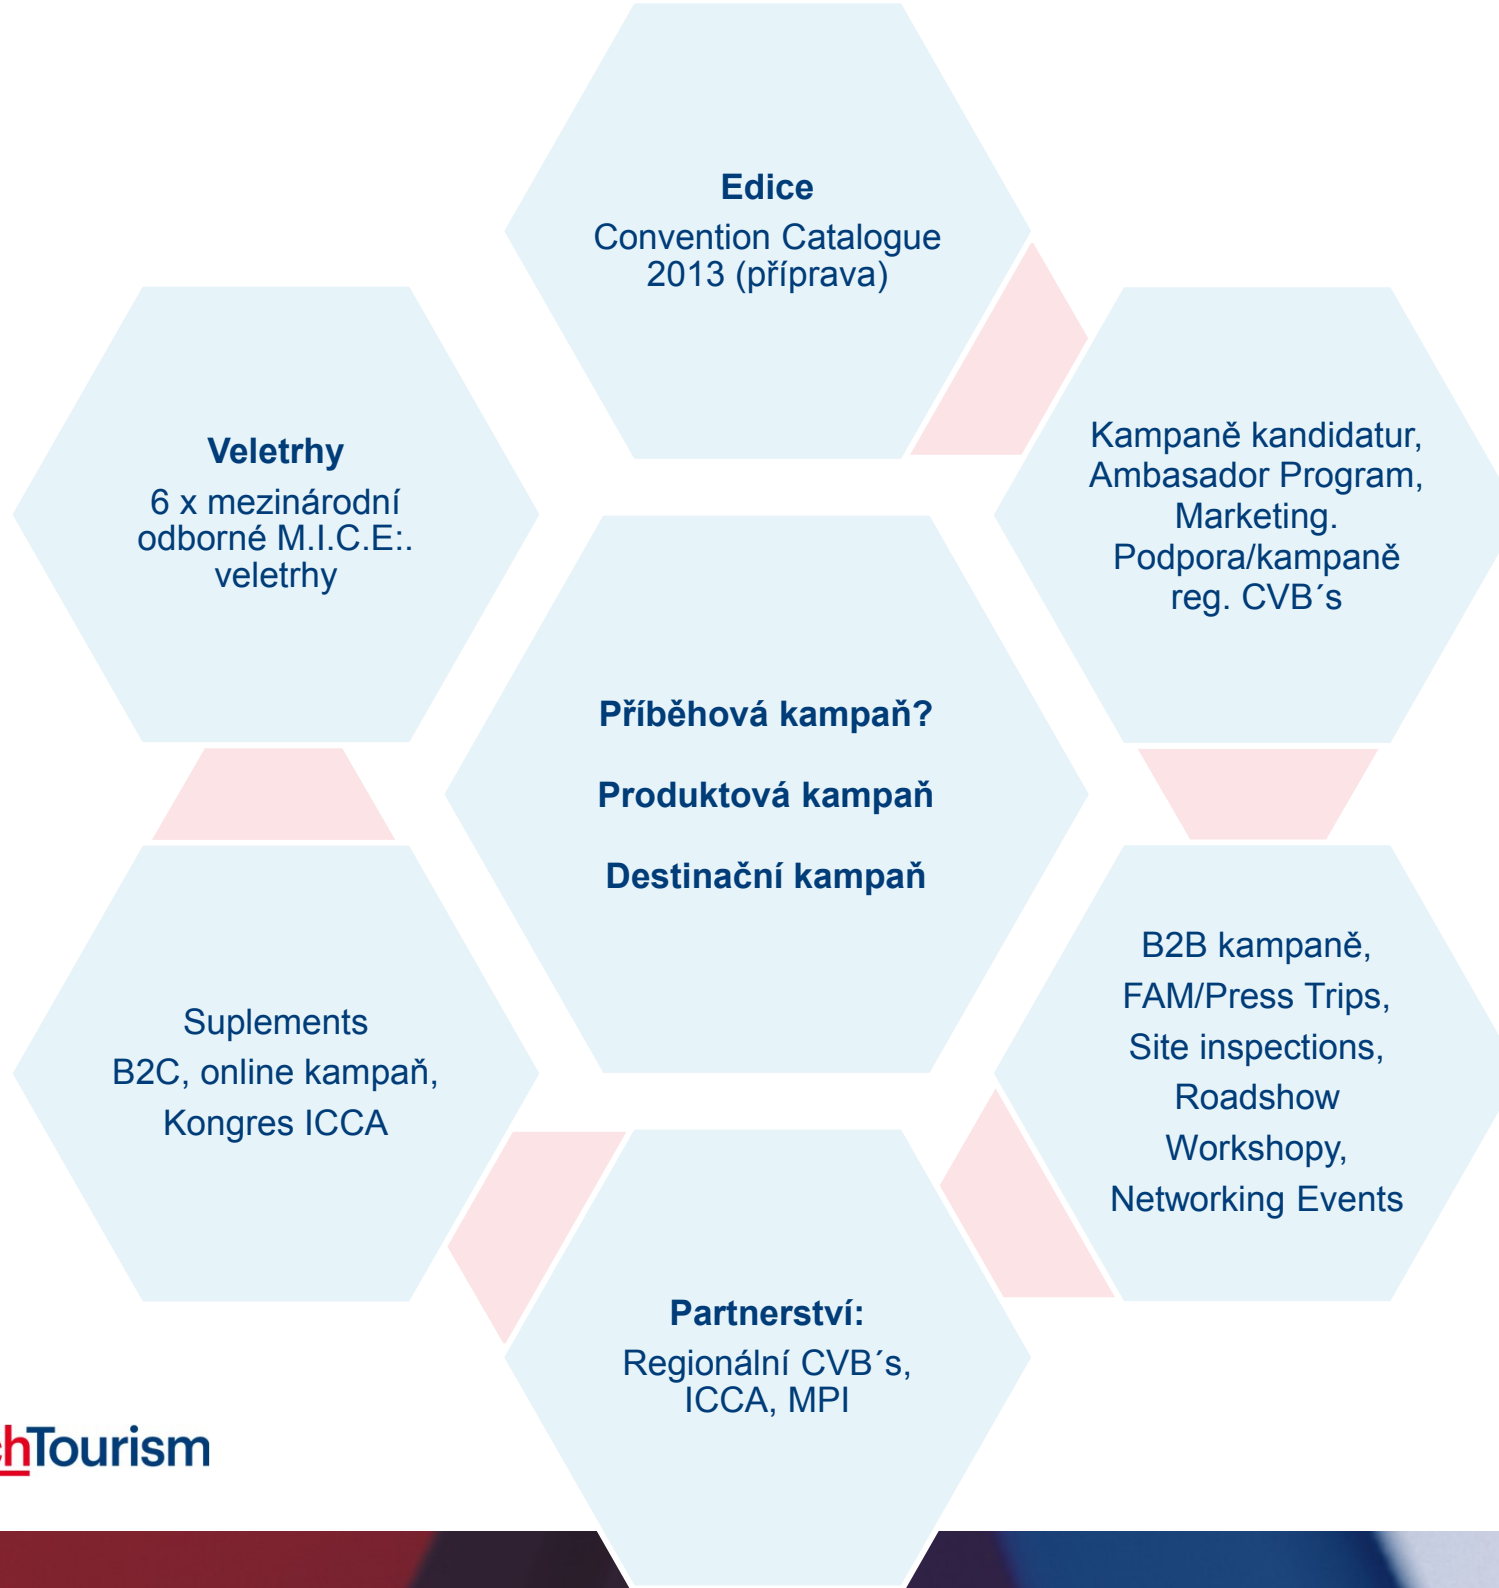 Edice
Convention Catalogue
2013 (příprava)
Veletrhy
6 x mezinárodní
odborné M.I.C.E:.
veletrhy
Kampaně kandidatur,
Ambasador Program,
Marketing.
Podpora/kampaně
reg. CVB´s
Příběhová kampaň?
Produktová kampaň
Destinační kampaň
B2B kampaně,
FAM/Press Trips,
Site inspections,
Roadshow
Workshopy,
Networking Events
Suplements
B2C, online kampaň,
Kongres ICCA
Partnerství:
Regionální CVB´s,
ICCA, MPI
chTourism